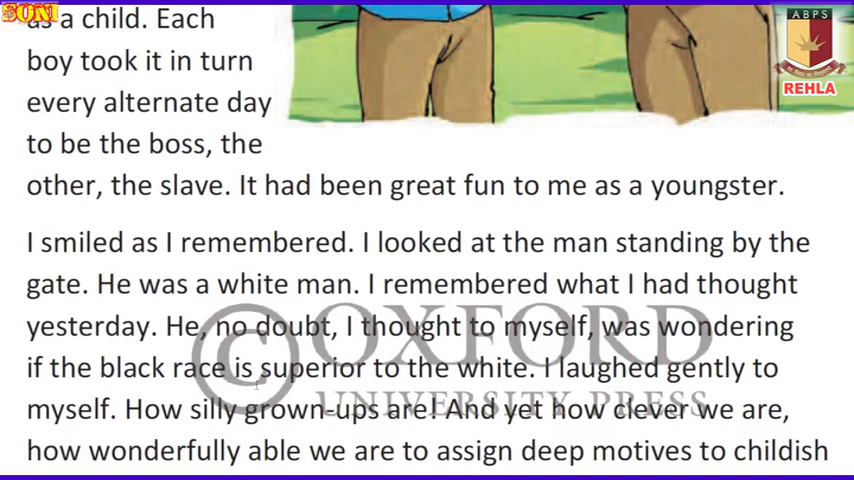 SONI
ABPS
REHLA
as a child. Each
boy took it in turn
every alternate day
to be the boss, the
other, the slave. It had been great fun to me as a youngster.
I smiled as I remembered. I looked at the man standing by the
gate. He was a white man. I remembered what I had thought
yesterday. He, no doubt, I thought to myself, was wondering
if the black race is superior to the white. I laughed gently to
myself. How silly grown-ups are! And yet how clever we are,
how wonderfully able we are to assign deep motives to childish
© OXFORD
UNIVERSITY PRESS